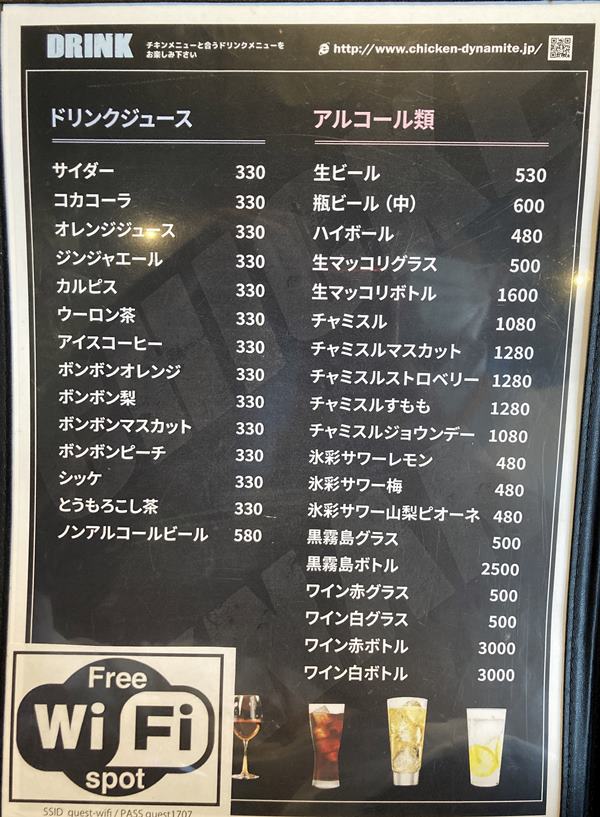 DRINK
チキンメニューと合うドリンクメニューを
お楽しみ下さい
http://www.chicken-dynamite.jp/
ドリンクジュース
サイダー 330
コカコーラ 330
オレンジジュース 330
ジンジャエール 330
カルピス 330
ウーロン茶 330
アイスコーヒー 330
ボンボンオレンジ 330
ボンボン梨 330
ボンボンマスカット 330
ボンボンピーチ 330
シッケ 330
とうもろこし茶 330
ノンアルコールビール 580
アルコール類
生ビール 530
瓶ビール（中） 600
ハイボール 480
生マッコリグラス 500
生マッコリボトル 1600
チャミスル 1080
チャミスルマスカット 1280
チャミスルストロベリー 1280
チャミスルすもも 1280
チャミスルジョウンデー 1080
氷彩サワーレモン 480
氷彩サワー梅 480
氷彩サワー山梨ピオーネ 480
黒霧島グラス 500
黒霧島ボトル 2500
ワイン赤グラス 500
ワイン白グラス 500
ワイン赤ボトル 3000
ワイン白ボトル 3000
Free
Wi Fi
spot
SSID guest-wifi / PASS guest1707